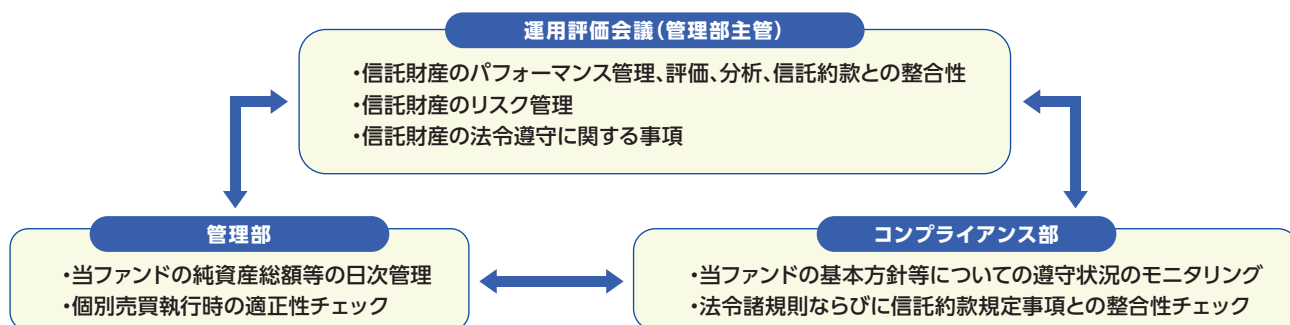 運用評価会議(管理部主管)
・信託財産のパフォーマンス管理、評価、分析、信託約款との整合性
・信託財産のリスク管理
・信託財産の法令遵守に関する事項
管理部
・当ファンドの純資産総額等の日次管理
・個別売買執行時の適正性チェック
コンプライアンス部
・当ファンドの基本方針等についての遵守状況のモニタリング
・法令諸規則ならびに信託約款規定事項との整合性チェック